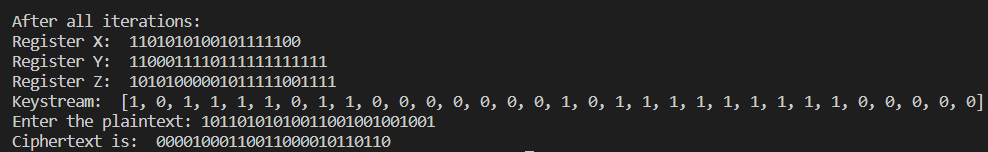 After all iterations:
Register X:  1101010100101111100
Register Y:  1100011110111111111111
Register Z:  10101000001011111001111
Keystream:  [1, 0, 1, 1, 1, 1, 0, 1, 1, 0, 0, 0, 0, 0, 0, 0, 1, 0, 1, 1, 1, 1, 1, 1, 1, 1, 1, 0, 0, 0, 0, 0]
Enter the plaintext: 10110101010011001001001001
Ciphertext is:  00001000110011000010110110